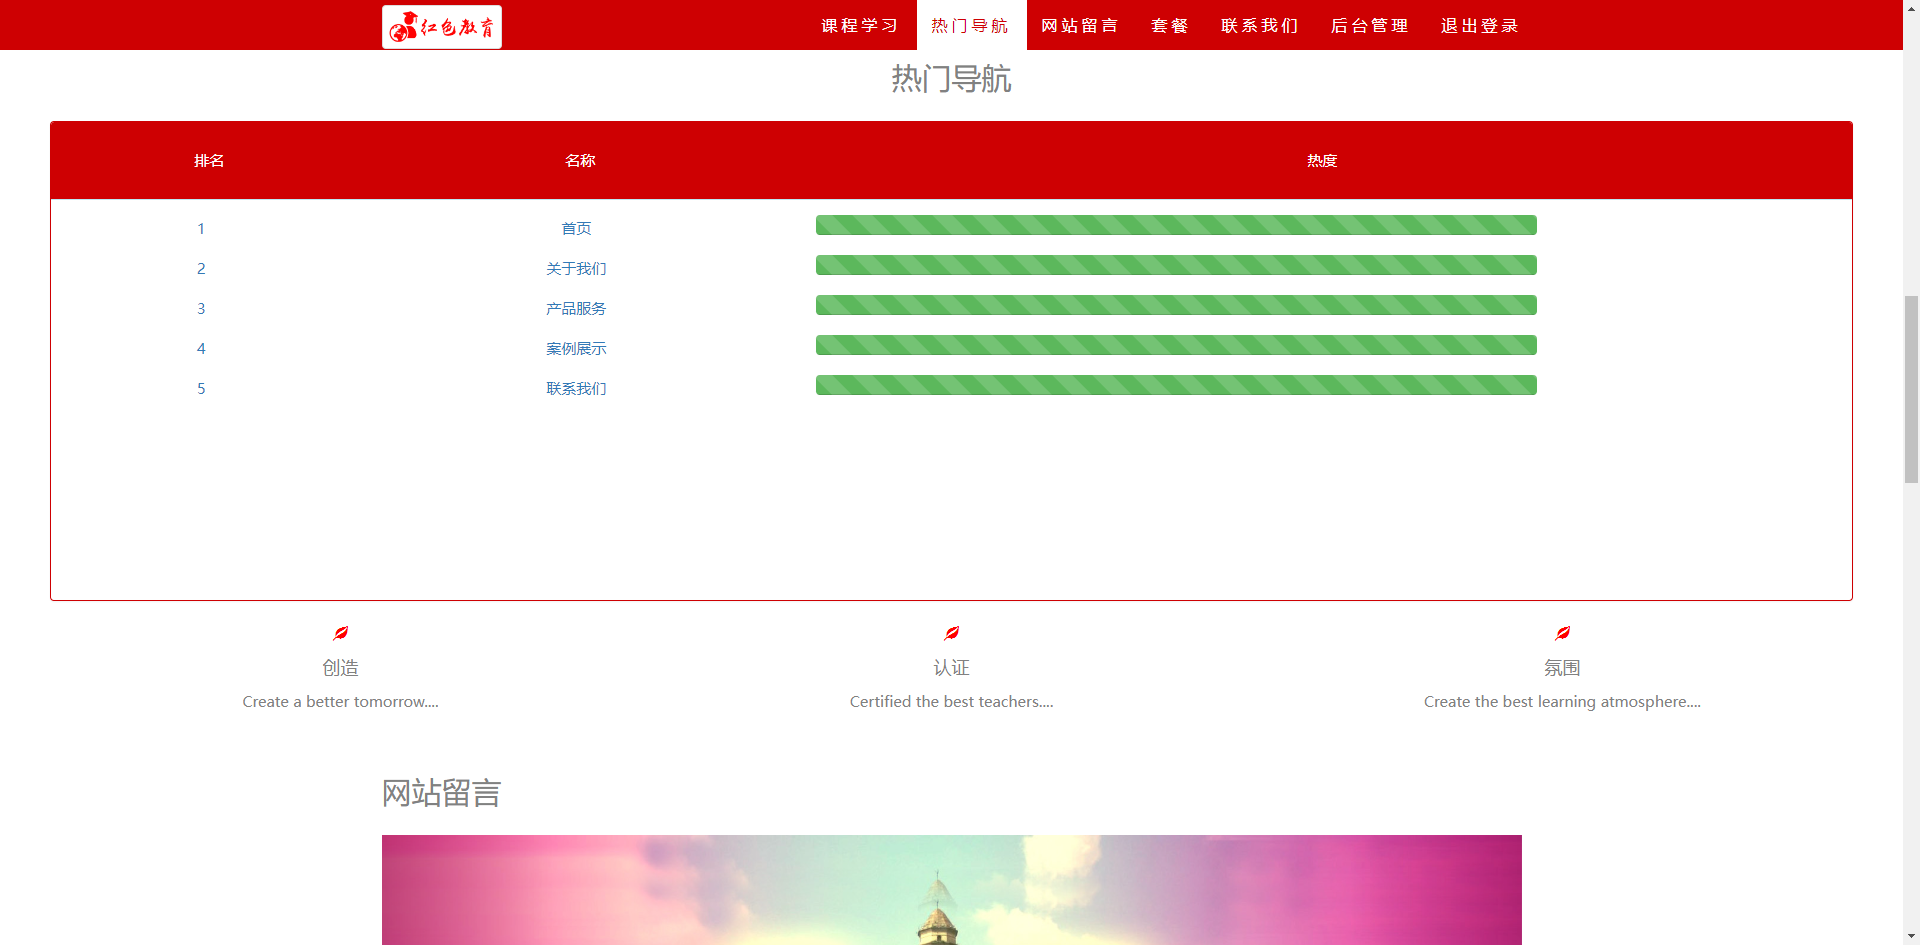 红色教育 课程学习 热门导航 网站留言 套餐 联系我们 后台管理 退出登录
热门导航
排名 名称 热度
1 首页
2 关于我们
3 产品服务
4 案例展示
5 联系我们
创造 认证 氛围
Create a better tomorrow.... Certified the best teachers.... Create the best learning atmosphere....
网站留言